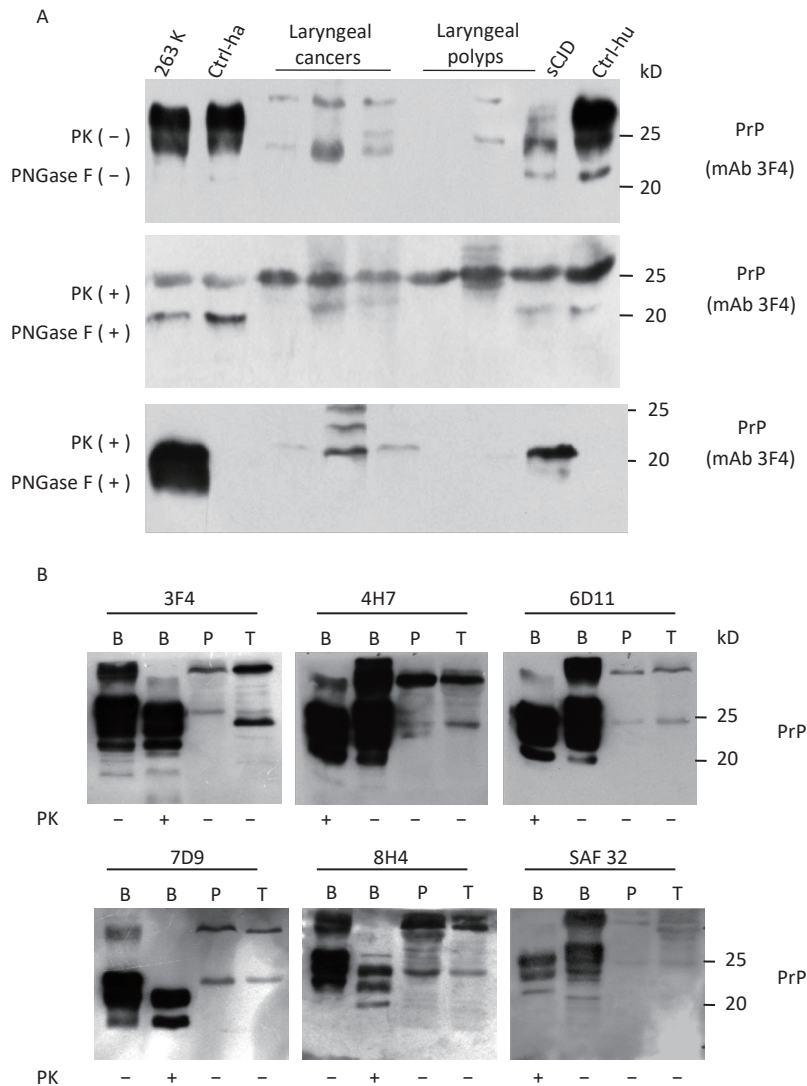 A
263 K Ctrl-ha Laryngeal cancers Laryngeal polyps sCJD Ctrl-hu kD
PK ( − ) 25 PrP
PNGase F ( − ) 20 (mAb 3F4)
PK ( + ) 25 PrP
PNGase F ( + ) 20 (mAb 3F4)
25
PK ( + ) 20 PrP
PNGase F ( + ) (mAb 3F4)
B
3F4 4H7 6D11
B B P T B B P T B B P T kD
25
20 PrP
PK − + − − + − − − + − − −
7D9 8H4 SAF 32
B B P T B B P T B B P T
25
20 PrP
PK − + − − − + − − + − − −